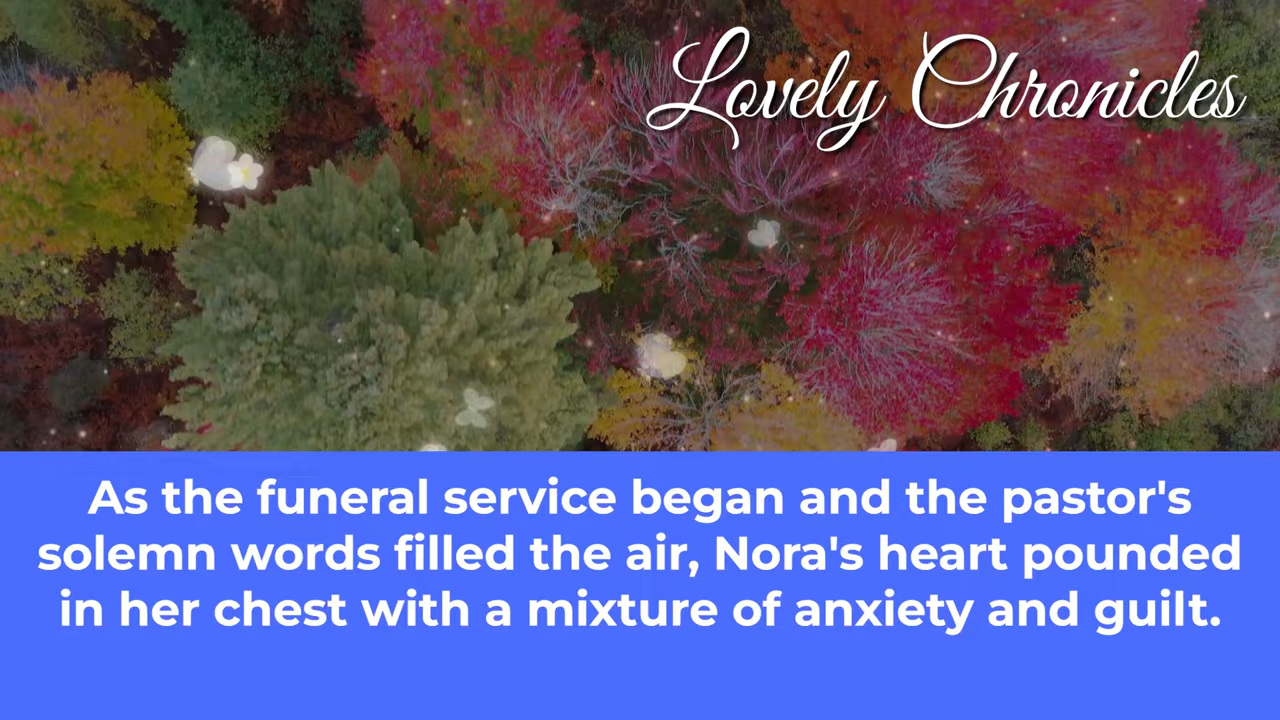 Lovely Chronicles
As the funeral service began and the pastor's
solemn words filled the air, Nora's heart pounded
in her chest with a mixture of anxiety and guilt.